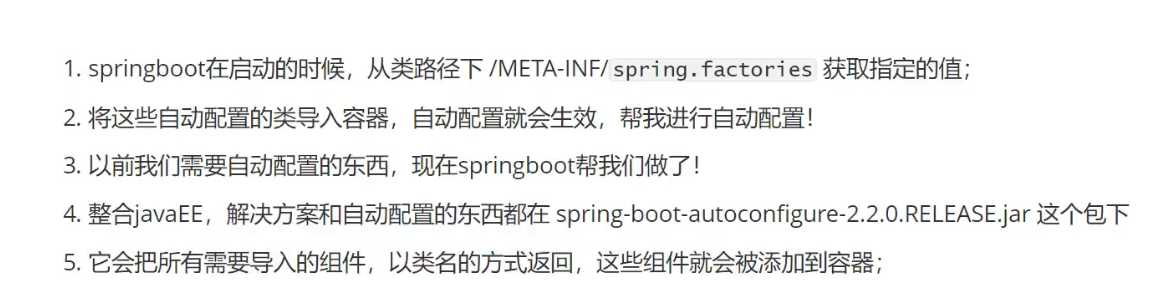 1. springboot在启动的时候，从类路径下 /META-INF/spring.factories 获取指定的值；
2. 将这些自动配置的类导入容器，自动配置就会生效，帮我进行自动配置！
3. 以前我们需要自动配置的东西，现在springboot帮我们做了！
4. 整合javaEE，解决方案和自动配置的东西都在 spring-boot-autoconfigure-2.2.0.RELEASE.jar 这个包下
5. 它会把所有需要导入的组件，以类名的方式返回，这些组件就会被添加到容器；